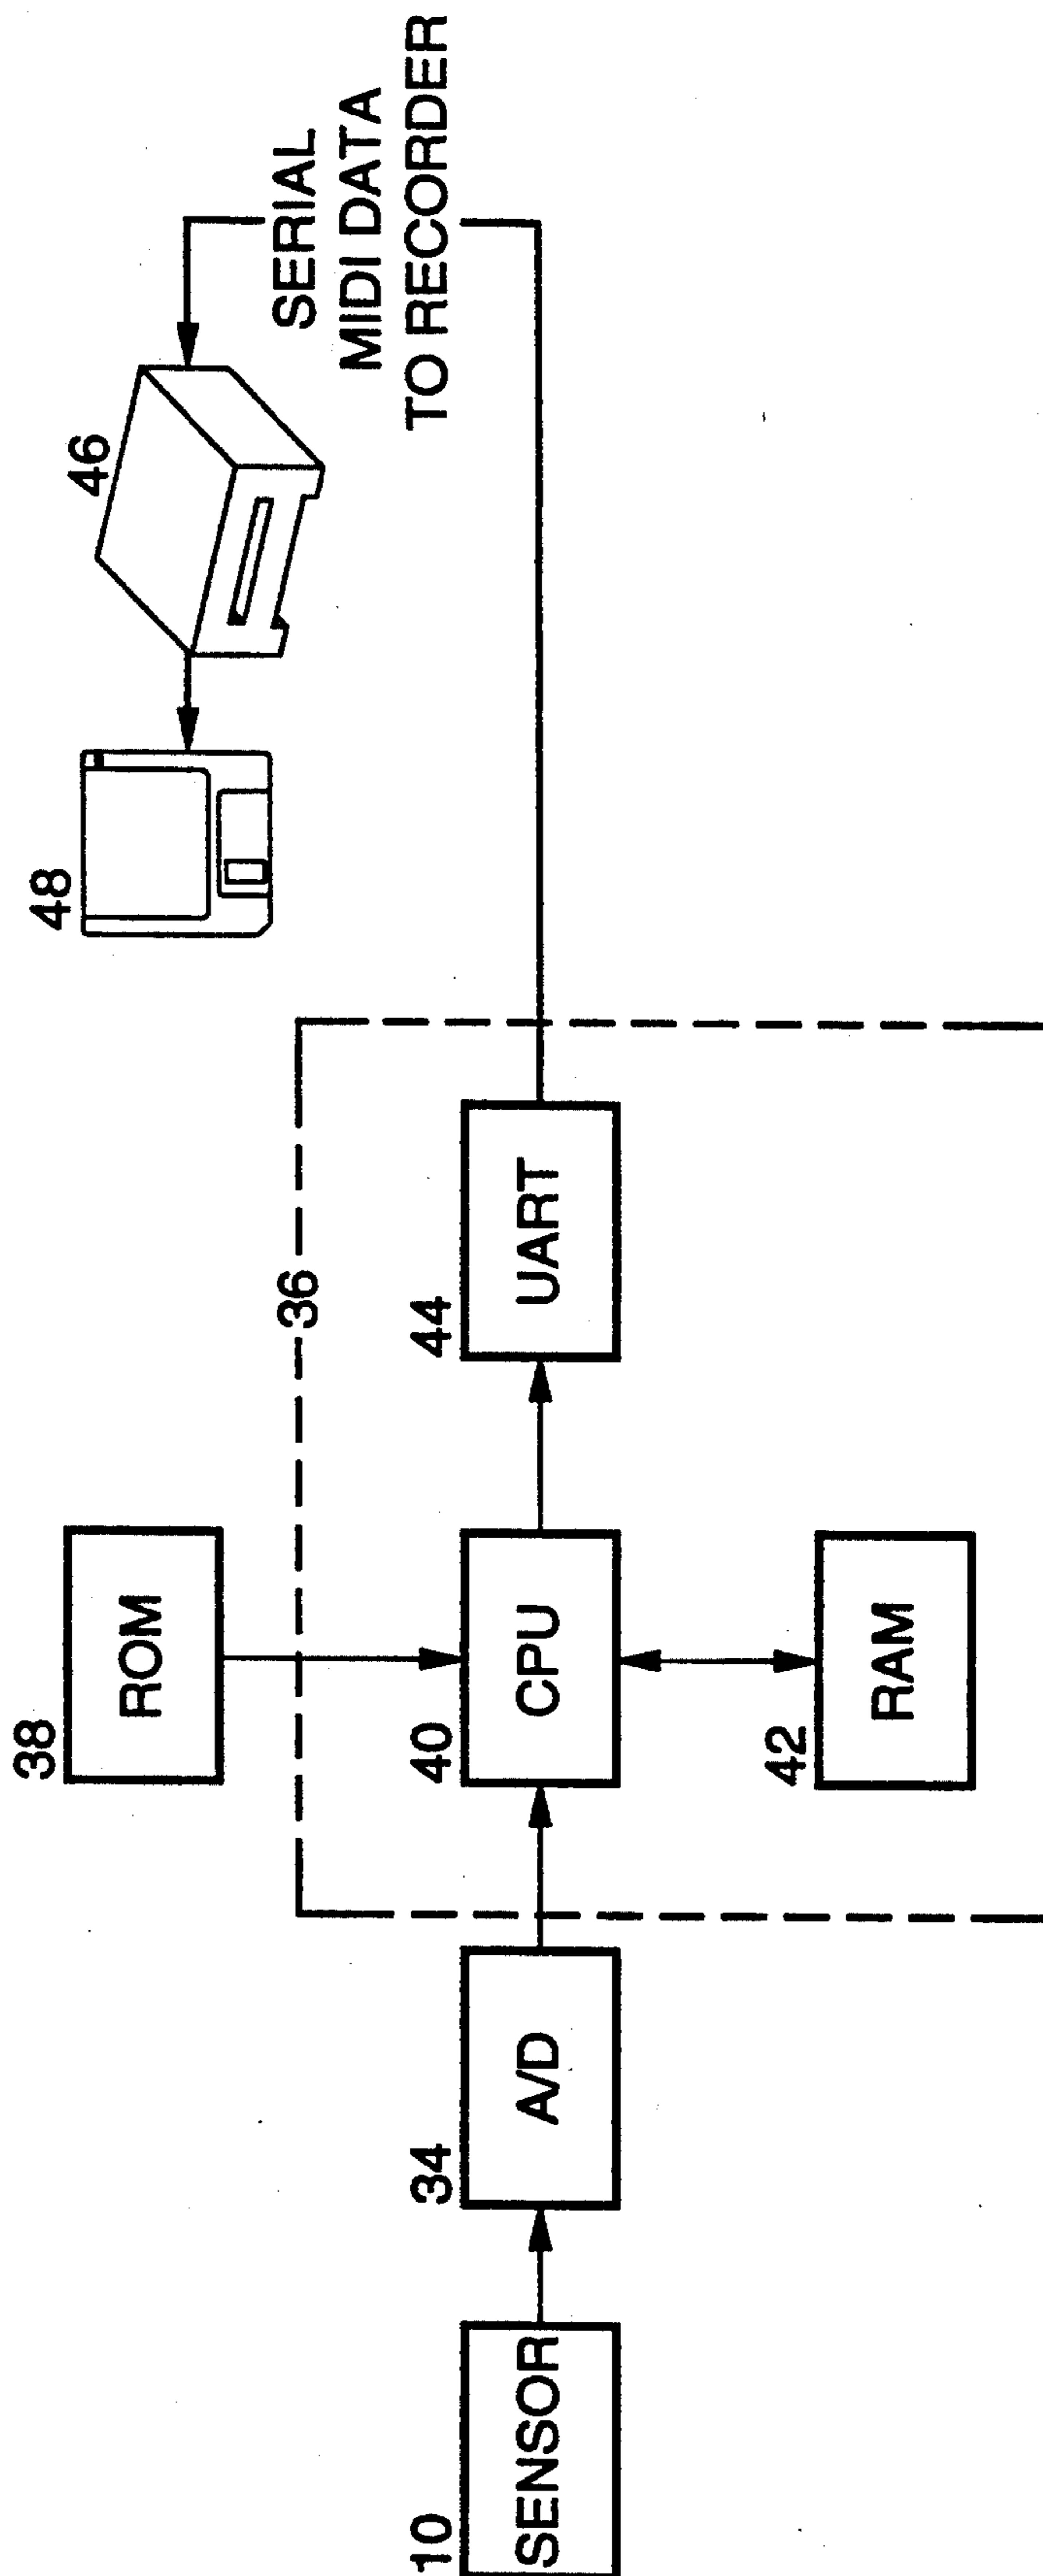 38
ROM
48
46
SERIAL
MIDI DATA
TO RECORDER
36
10
SENSOR
34
A/D
40
CPU
44
UART
42
RAM